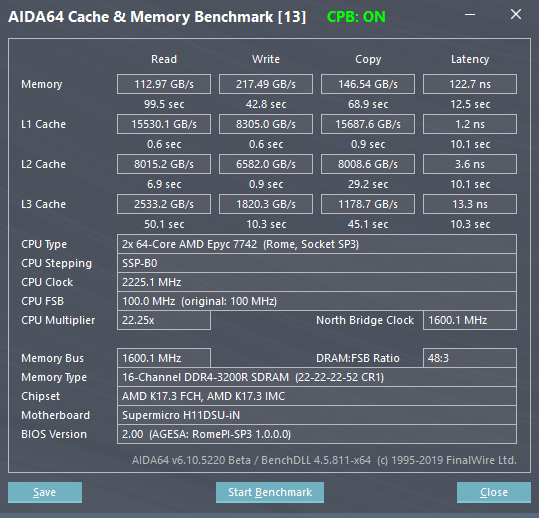 AIDA64 Cache & Memory Benchmark [13] CPB: ON
Read Write Copy Latency
Memory 112.97 GB/s 217.49 GB/s 146.54 GB/s 122.7 ns
99.5 sec 42.8 sec 68.9 sec 12.5 sec
L1 Cache 15530.1 GB/s 8305.0 GB/s 15687.6 GB/s 1.2 ns
0.6 sec 0.6 sec 0.9 sec 10.1 sec
L2 Cache 8015.2 GB/s 6582.0 GB/s 8008.6 GB/s 3.6 ns
6.9 sec 0.9 sec 29.2 sec 10.1 sec
L3 Cache 2533.2 GB/s 1820.3 GB/s 1178.7 GB/s 13.3 ns
50.1 sec 10.3 sec 45.1 sec 10.3 sec
CPU Type 2x 64-Core AMD Epyc 7742 (Rome, Socket SP3)
CPU Stepping SSP-B0
CPU Clock 2225.1 MHz
CPU FSB 100.0 MHz (original: 100 MHz)
CPU Multiplier 22.25x North Bridge Clock 1600.1 MHz
Memory Bus 1600.1 MHz DRAM:FSB Ratio 48:3
Memory Type 16-Channel DDR4-3200R SDRAM (22-22-22-52 CR1)
Chipset AMD K17.3 FCH, AMD K17.3 IMC
Motherboard Supermicro H11DSU-iN
BIOS Version 2.00 (AGESA: RomePI-SP3 1.0.0.0)
AIDA64 v6.10.5220 Beta / BenchDLL 4.5.811-x64 (c) 1995-2019 FinalWire Ltd.
Save Start Benchmark Close